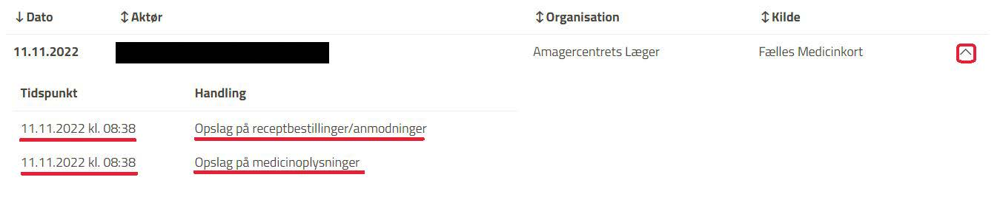 Dato Aktør Organisation Kilde
11.11.2022 Amagercentrets Læger Fælles Medicinkort
Tidspunkt Handling
11.11.2022 kl. 08:38 Opslag på receptbestillinger/anmodninger
11.11.2022 kl. 08:38 Opslag på medicinoplysninger